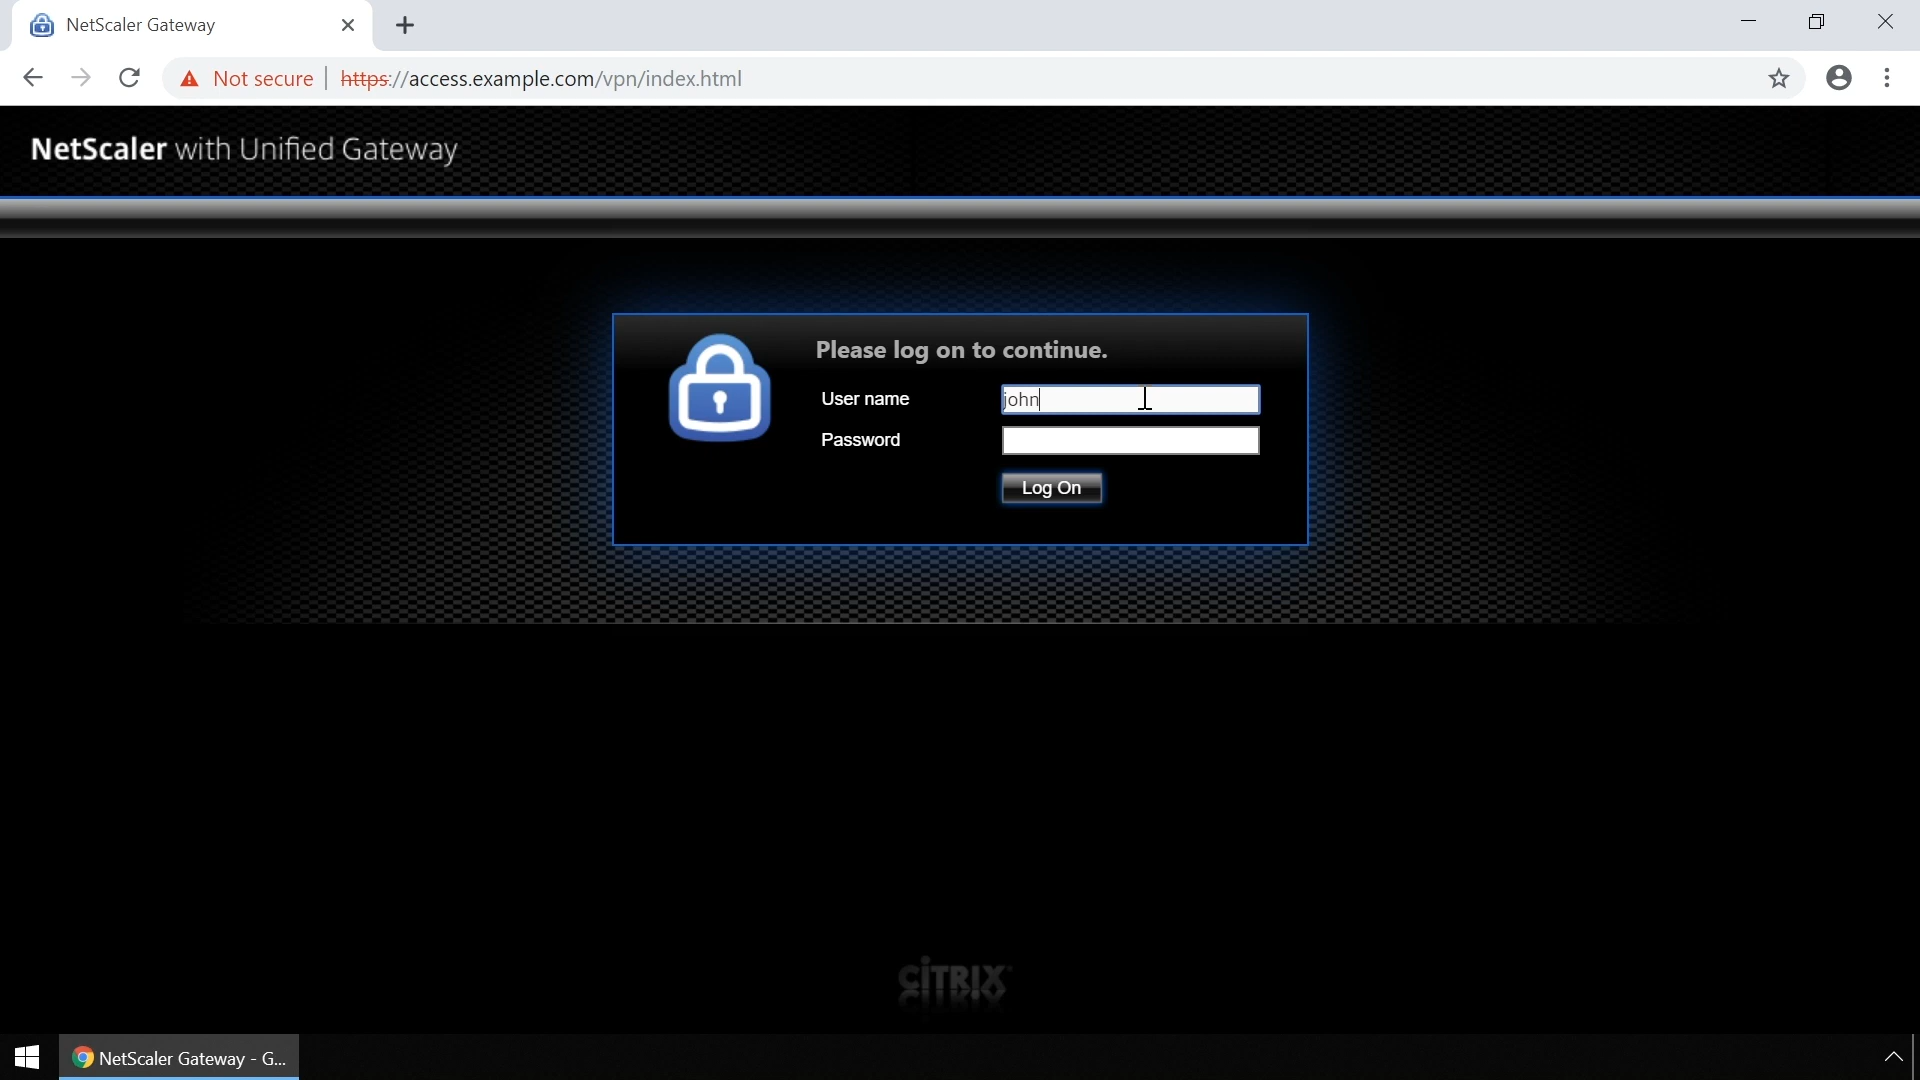 NetScaler Gateway
Not secure | https://access.example.com/vpn/index.html
NetScaler with Unified Gateway
Please log on to continue.
User name john
Password
Log On
CITRIX
NetScaler Gateway - G...